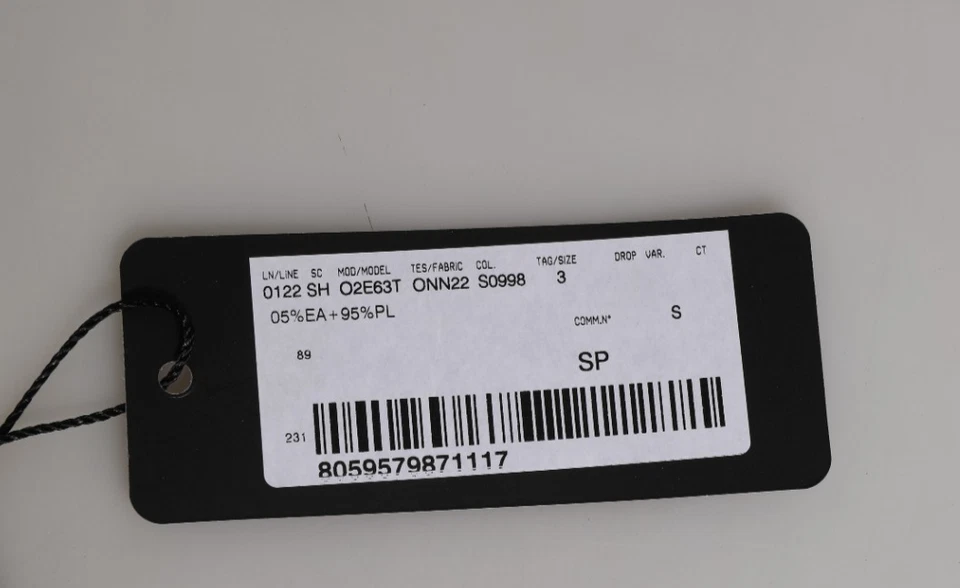 LN/LINE SC MOD/MODEL TES/FABRIC COL. TAG/SIZE DROP VAR. CT
0122 SH O2E63T ONN22 S0998 3
05%EA+95%PL
COMM.N° S
89
SP
231
8059579871117